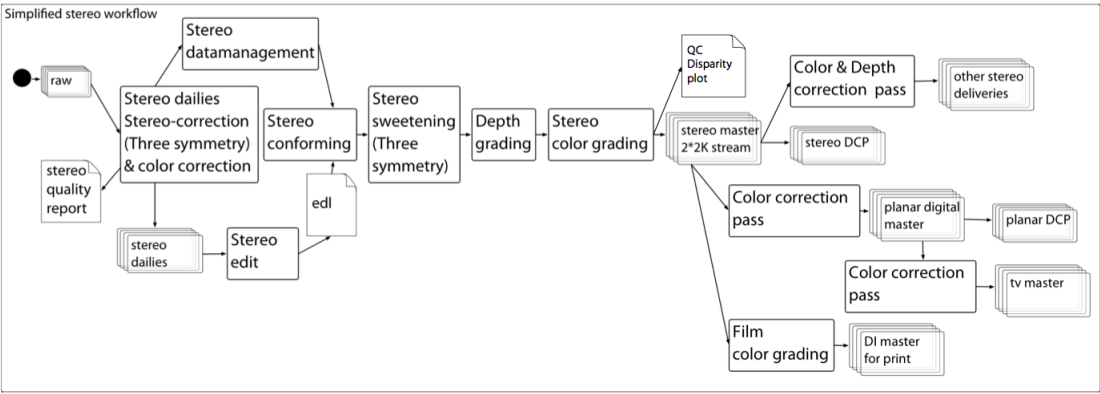 Simplified stereo workflow
raw
Stereo
datamanagement
Stereo dailies
Stereo-correction
(Three symmetry)
& color correction
stereo
quality
report
stereo
dailies
Stereo
edit
edl
Stereo
conforming
Stereo
sweetening
(Three
symmetry)
Depth
grading
Stereo
color grading
QC
Disparity
plot
stereo master
2*2K stream
Color & Depth
correction pass
other stereo
deliveries
stereo DCP
Color correction
pass
planar digital
master
planar DCP
Color correction
pass
tv master
Film
color grading
DI master
for print